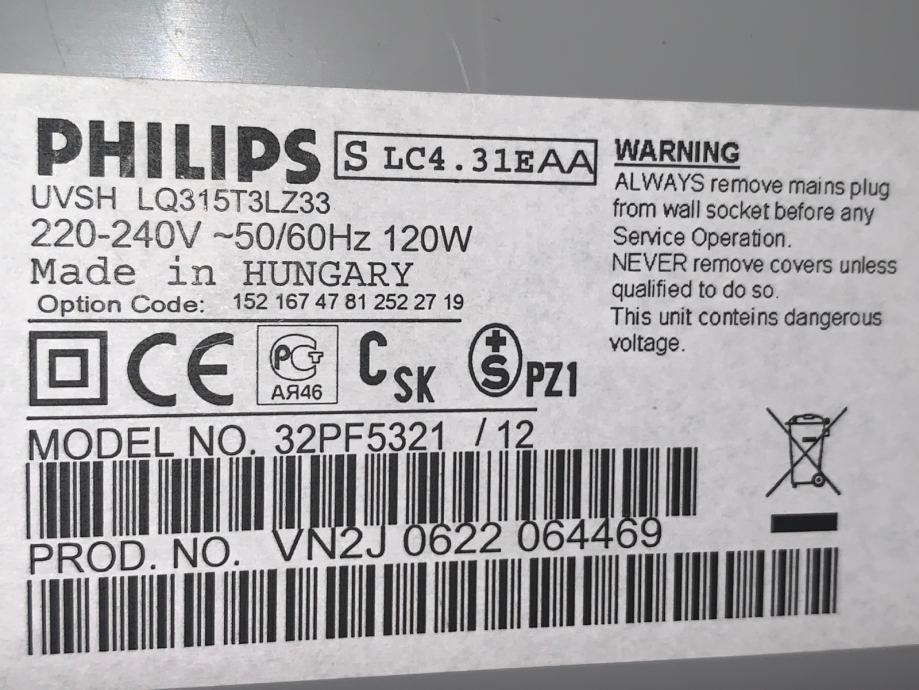 PHILIPS S LC4.31EAA
UVSH LQ315T3LZ33
220-240V ~50/60Hz 120W
Made in HUNGARY
Option Code: 152 167 47 81 252 27 19
WARNING
ALWAYS remove mains plug
from wall socket before any
Service Operation.
NEVER remove covers unless
qualified to do so.
This unit conteins dangerous
voltage.
CE PCT АЯ46 C SK +S PZ1
MODEL NO. 32PF5321 /12
PROD. NO. VN2J 0622 064469